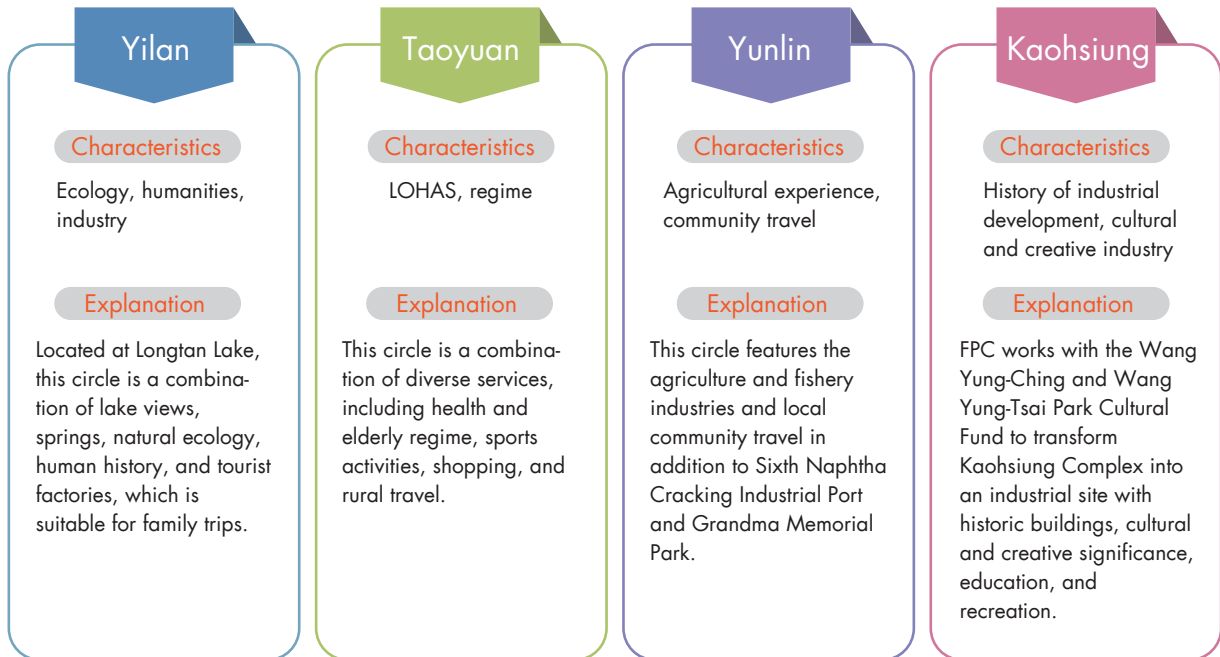 Yilan
Characteristics
Ecology, humanities,
industry
Explanation
Located at Longtan Lake,
this circle is a combina-
tion of lake views,
springs, natural ecology,
human history, and tourist
factories, which is
suitable for family trips.
Taoyuan
Characteristics
LOHAS, regime
Explanation
This circle is a combina-
tion of diverse services,
including health and
elderly regime, sports
activities, shopping, and
rural travel.
Yunlin
Characteristics
Agricultural experience,
community travel
Explanation
This circle features the
agriculture and fishery
industries and local
community travel in
addition to Sixth Naphtha
Cracking Industrial Port
and Grandma Memorial
Park.
Kaohsiung
Characteristics
History of industrial
development, cultural
and creative industry
Explanation
FPC works with the Wang
Yung-Ching and Wang
Yung-Tsai Park Cultural
Fund to transform
Kaohsiung Complex into
an industrial site with
historic buildings, cultural
and creative significance,
education, and
recreation.